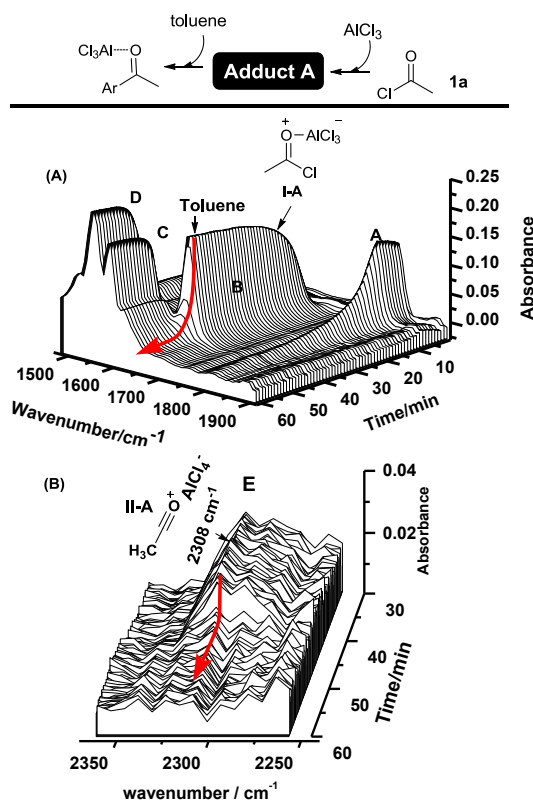 toluene
AlCl3
Cl3Al O
Adduct A
Ar
O
Cl
1a
+ −
O AlCl3
Cl
I-A
(A)
D
C
Toluene
B
A
0.25
0.20
0.15
0.10
0.05
0.00
Absorbance
1500
1600
1700
1800
1900
Wavenumber/cm-1
60
50
40
30
20
10
Time/min
(B)
II-A
+
O
AlCl4-
H3C
2308 cm-1
E
0.04
0.02
Absorbance
30
40
50
60
Time/min
2350
2300
2250
wavenumber / cm-1